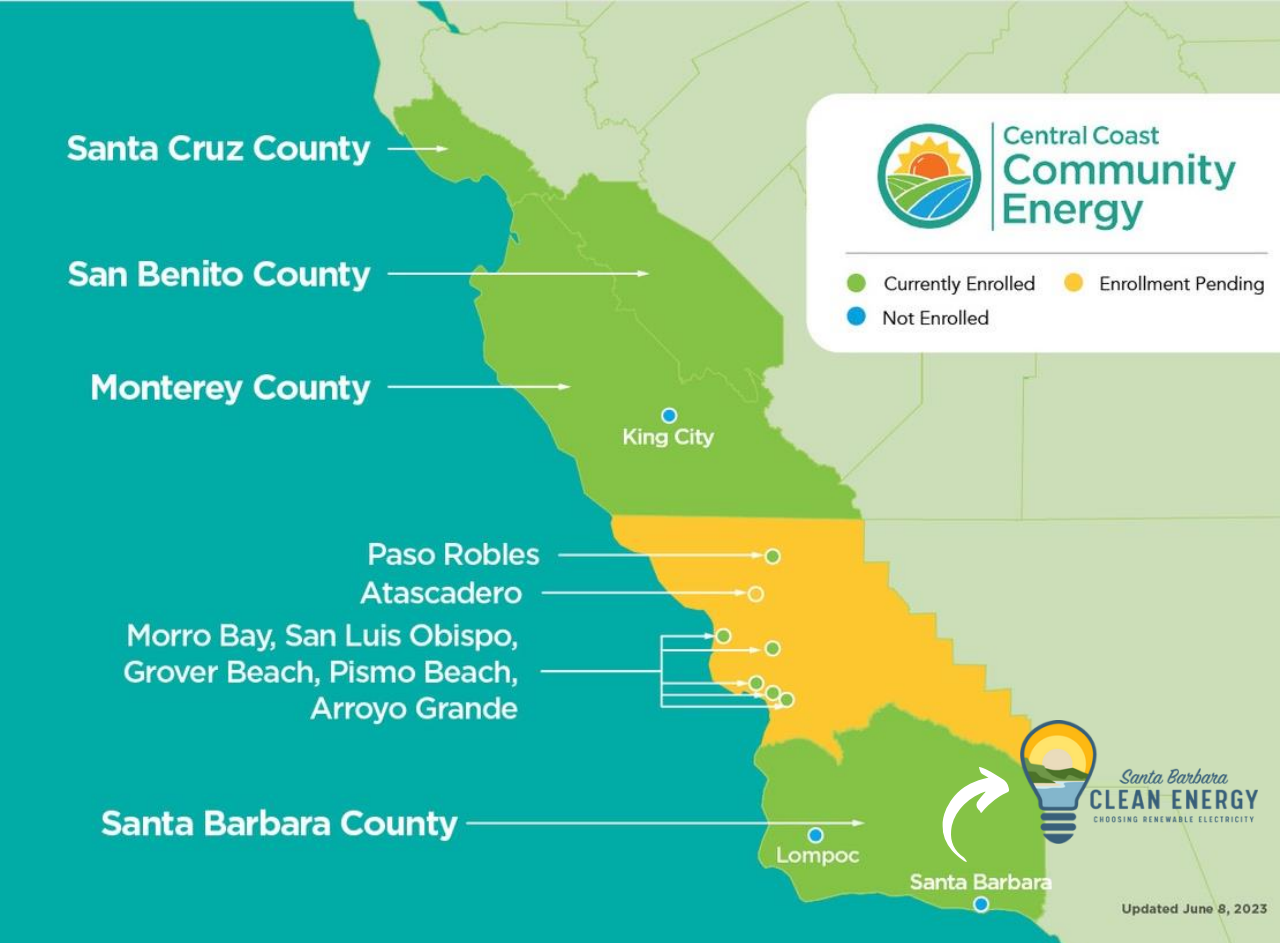 Santa Cruz County
San Benito County
Monterey County
King City
Paso Robles
Atascadero
Morro Bay, San Luis Obispo,
Grover Beach, Pismo Beach,
Arroyo Grande
Santa Barbara County
Lompoc
Santa Barbara
Central Coast
Community
Energy
Currently Enrolled
Enrollment Pending
Not Enrolled
Santa Barbara
CLEAN ENERGY
CHOOSING RENEWABLE ELECTRICITY
Updated June 8, 2023